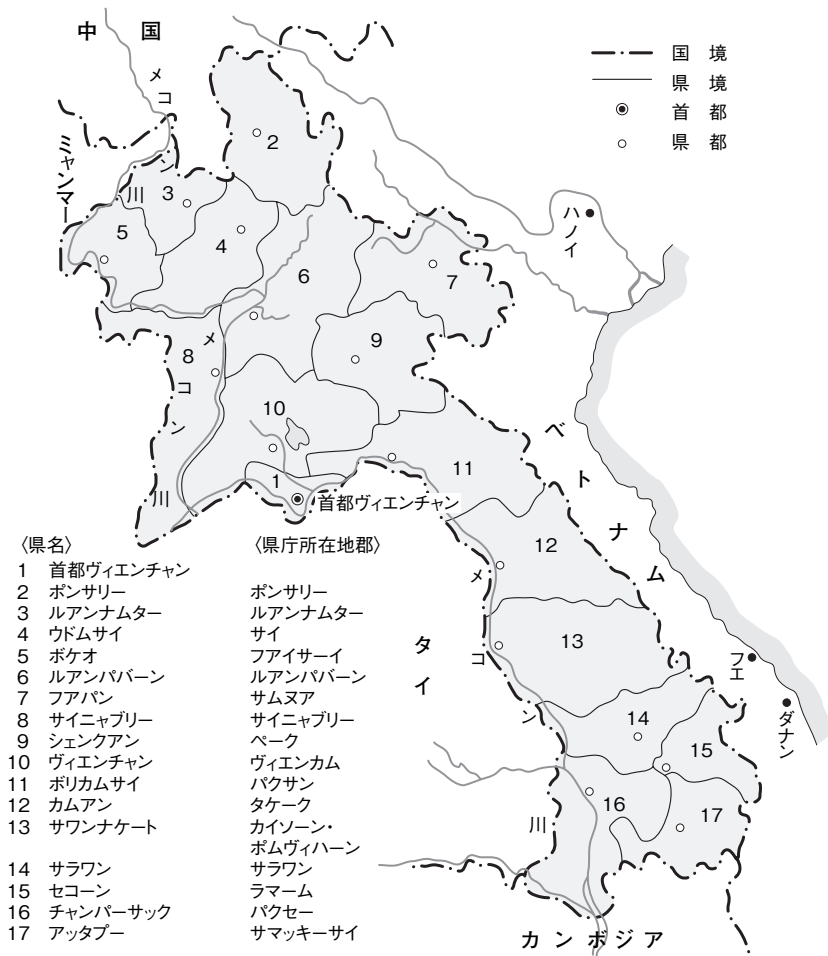 中国
国境
県境
首都
県都
メコン川
ミャンマー
ハノイ
2
3
5
4
6
7
メコン川
8
9
10
ベトナム
11
1
首都ヴィエンチャン
12
メコン川
タイ
13
フエ
ダナン
14
15
16
17
カンボジア
〈県名〉 〈県庁所在地郡〉
1 首都ヴィエンチャン
2 ポンサリー ポンサリー
3 ルアンナムター ルアンナムター
4 ウドムサイ サイ
5 ボケオ フアイサーイ
6 ルアンパバーン ルアンパバーン
7 フアパン サムヌア
8 サイニャブリー サイニャブリー
9 シェンクアン ペーク
10 ヴィエンチャン ヴィエンカム
11 ボリカムサイ パクサン
12 カムアン タケーク
13 サワンナケート カイソーン・
ポムヴィハーン
14 サラワン サラワン
15 セコーン ラマーム
16 チャンパーサック パクセー
17 アッタプー サマッキーサイ